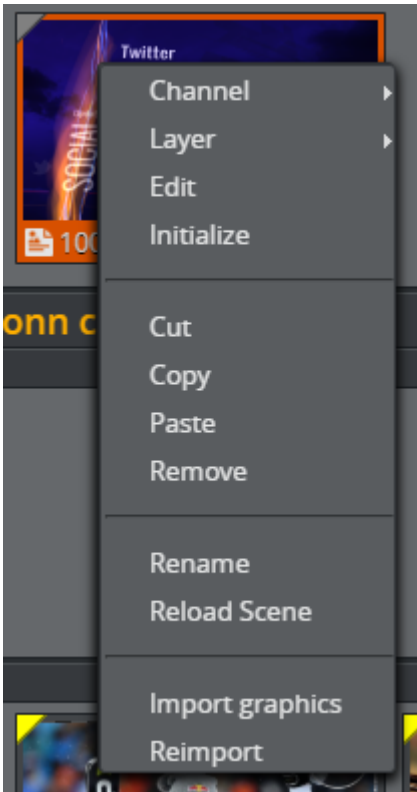 Twitter
SOCIAL
100
onn c
Channel
Layer
Edit
Initialize
Cut
Copy
Paste
Remove
Rename
Reload Scene
Import graphics
Reimport